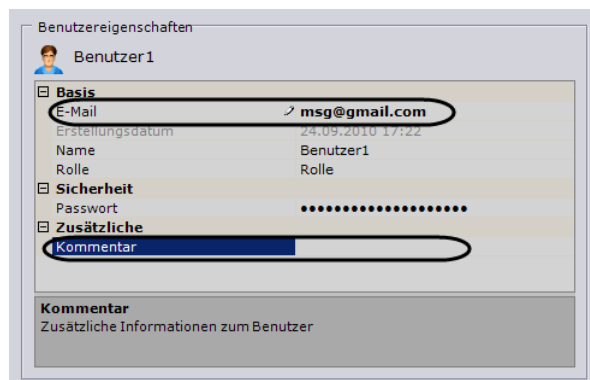 Benutzereigenschaften
Benutzer1
Basis
E-Mail msg@gmail.com
Erstellungsdatum 24.09.2010 17:22
Name Benutzer1
Rolle Rolle
Sicherheit
Passwort ●●●●●●●●●●●●●●●●●●●●
Zusätzliche
Kommentar
Kommentar
Zusätzliche Informationen zum Benutzer